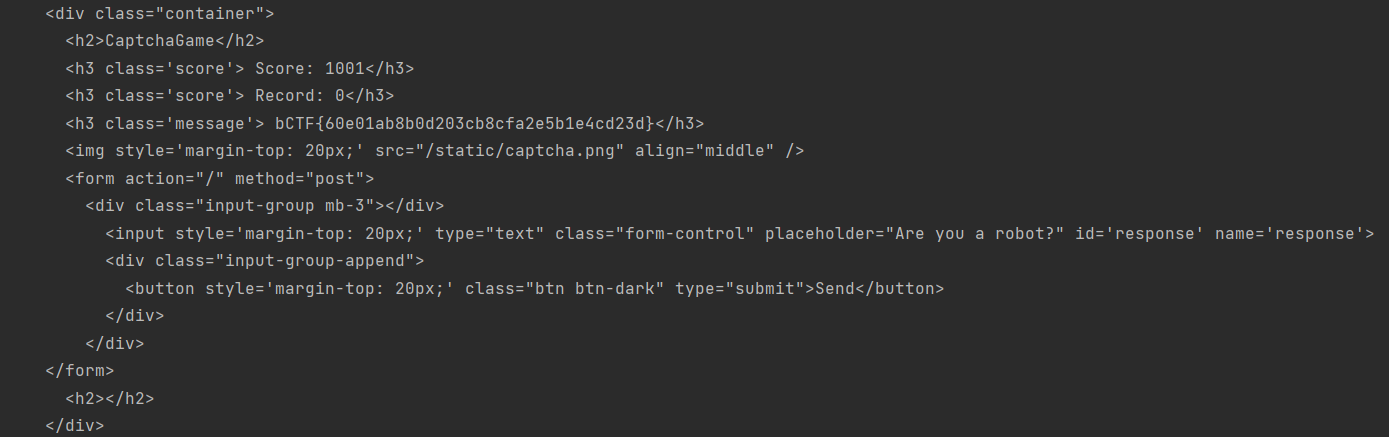 <div class="container">
<h2>CaptchaGame</h2>
<h3 class='score'> Score: 1001</h3>
<h3 class='score'> Record: 0</h3>
<h3 class='message'> bCTF{60e01ab8b0d203cb8cfa2e5b1e4cd23d}</h3>
<img style='margin-top: 20px;' src="/static/captcha.png" align="middle" />
<form action="/" method="post">
<div class="input-group mb-3"></div>
<input style='margin-top: 20px;' type="text" class="form-control" placeholder="Are you a robot?" id='response' name='response'>
<div class="input-group-append">
<button style='margin-top: 20px;' class="btn btn-dark" type="submit">Send</button>
</div>
</div>
</form>
<h2></h2>
</div>